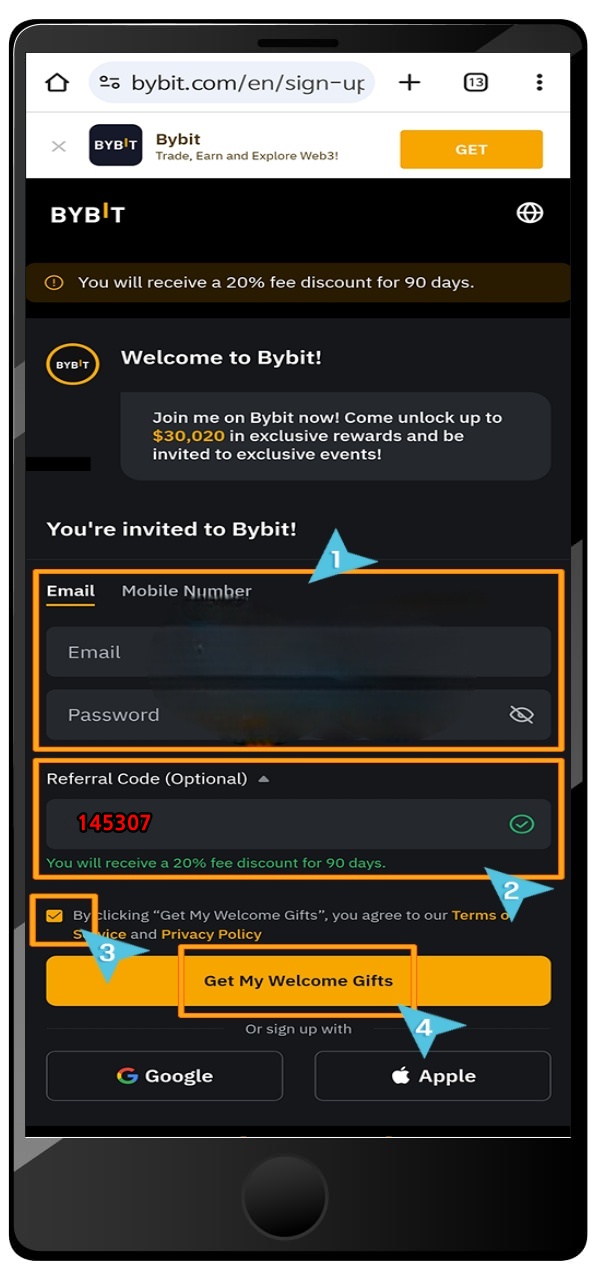 bybit.com/en/sign-up
13
BYBIT
Bybit
Trade, Earn and Explore Web3!
GET
BYBIT
You will receive a 20% fee discount for 90 days.
BYBIT
Welcome to Bybit!
Join me on Bybit now! Come unlock up to
$30,020 in exclusive rewards and be
invited to exclusive events!
You're invited to Bybit!
1
Email
Mobile Number
Email
Password
Referral Code (Optional)
145307
You will receive a 20% fee discount for 90 days.
2
By clicking “Get My Welcome Gifts”, you agree to our Terms of
Service and Privacy Policy
3
Get My Welcome Gifts
4
Or sign up with
Google
Apple